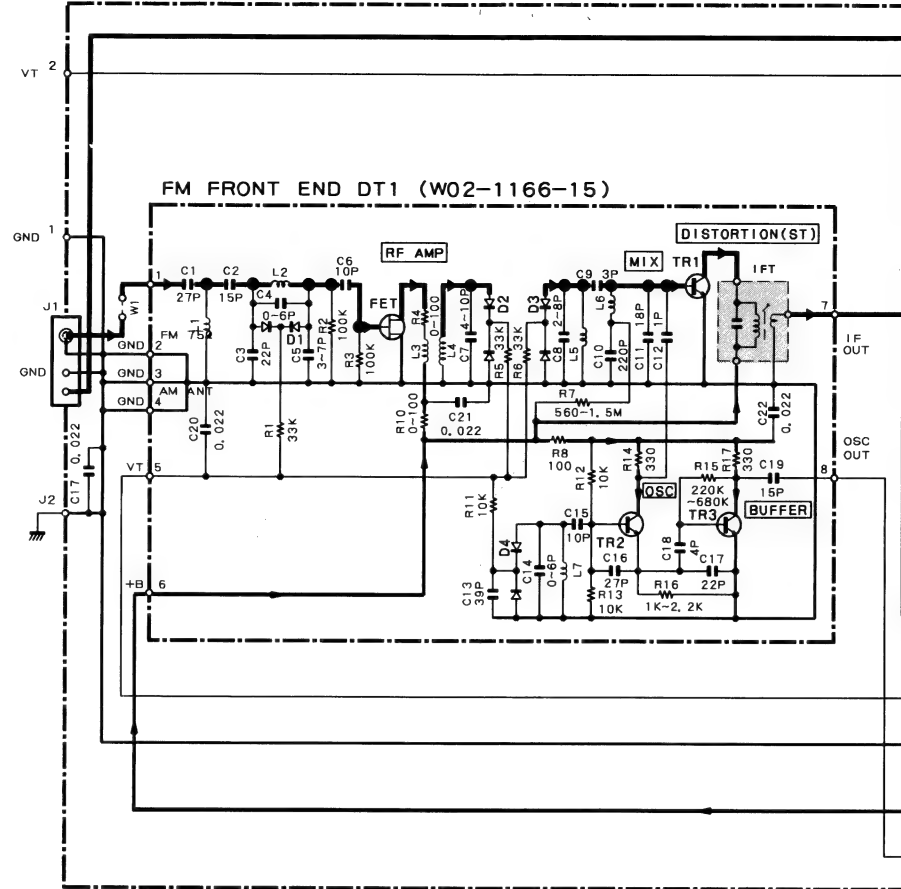 VT 2
FM FRONT END DT1 (W02-1166-15)
GND 1
J1
GND
J2
C17
0.022
W1
1
C1
27P
C2
15P
L2
C4
0~6P
D1
C3
22P
C5
3~7P
R2
100K
C6
10P
R3
100K
FET
RF AMP
FM 75Ω
L1
GND 2
GND 3
AM ANT
GND 4
C20
0.022
R1
33K
VT 5
+B 6
R4
0~100
L3
L4
C7
4~10P
D2
R5
33K
R6
33K
D3
R10
0~100
C21
0.022
C8
2~8P
L5
C9 3P
L6
C10
220P
MIX
C11
18P
C12
1P
TR1
DISTORTION(ST)
IFT
7
IF
OUT
R7
560-1.5M
C22
0.022
R8
100
R12
10K
R14
330
OSC
R15
220K
~680K
R17
330
C19
15P
OSC
OUT
8
BUFFER
TR3
R11
10K
D4
C13
39P
C14
0~6P
L7
C15
10P
TR2
C16
27P
R13
10K
C18
4P
C17
22P
R16
1K~2.2K